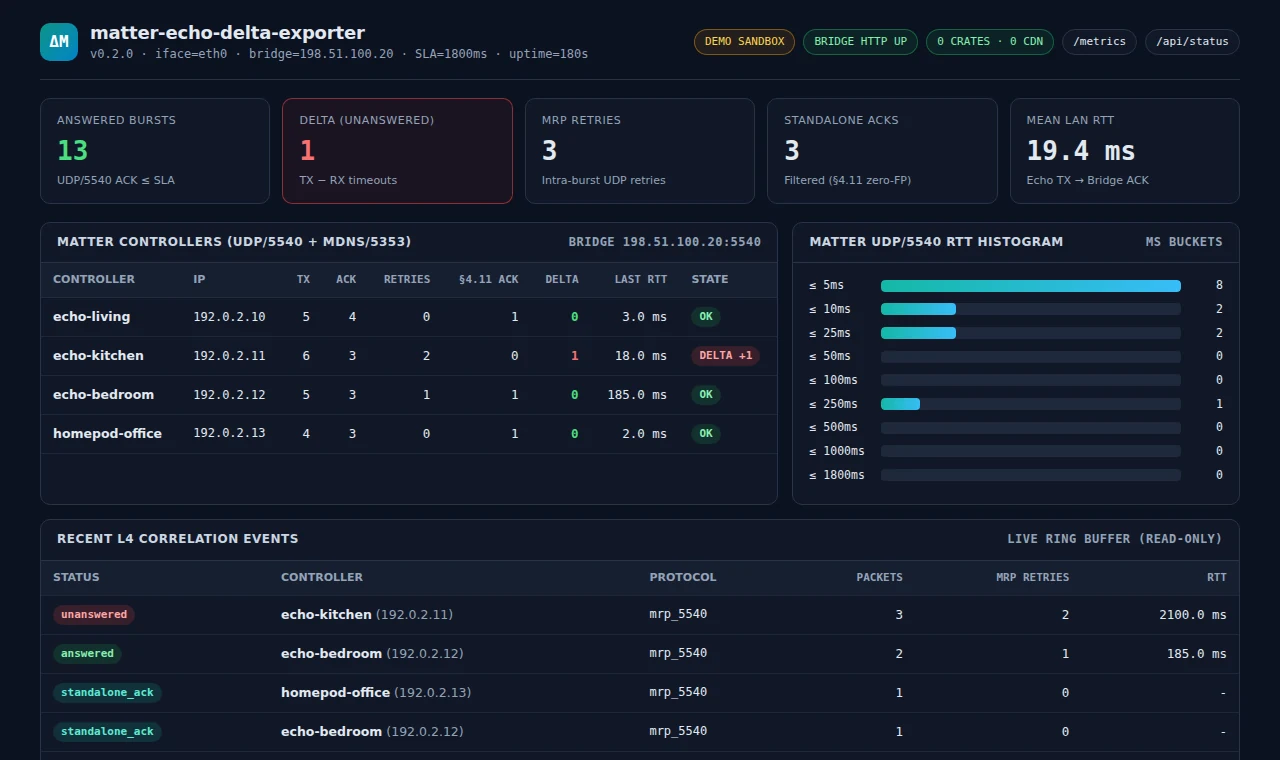 ΔM
matter-echo-delta-exporter
v0.2.0 · iface=eth0 · bridge=198.51.100.20 · SLA=1800ms · uptime=180s
DEMO SANDBOX
BRIDGE HTTP UP
0 CRATES · 0 CDN
/metrics
/api/status
ANSWERED BURSTS
13
UDP/5540 ACK ≤ SLA
DELTA (UNANSWERED)
1
TX − RX timeouts
MRP RETRIES
3
Intra-burst UDP retries
STANDALONE ACKS
3
Filtered (§4.11 zero-FP)
MEAN LAN RTT
19.4 ms
Echo TX → Bridge ACK
MATTER CONTROLLERS (UDP/5540 + MDNS/5353) BRIDGE 198.51.100.20:5540
CONTROLLER IP TX ACK RETRIES §4.11 ACK DELTA LAST RTT STATE
echo-living 192.0.2.10 5 4 0 1 0 3.0 ms OK
echo-kitchen 192.0.2.11 6 3 2 0 1 18.0 ms DELTA +1
echo-bedroom 192.0.2.12 5 3 1 1 0 185.0 ms OK
homepod-office 192.0.2.13 4 3 0 1 0 2.0 ms OK
MATTER UDP/5540 RTT HISTOGRAM MS BUCKETS
≤ 5ms 8
≤ 10ms 2
≤ 25ms 2
≤ 50ms 0
≤ 100ms 0
≤ 250ms 1
≤ 500ms 0
≤ 1000ms 0
≤ 1800ms 0
RECENT L4 CORRELATION EVENTS LIVE RING BUFFER (READ-ONLY)
STATUS CONTROLLER PROTOCOL PACKETS MRP RETRIES RTT
unanswered echo-kitchen (192.0.2.11) mrp_5540 3 2 2100.0 ms
answered echo-bedroom (192.0.2.12) mrp_5540 2 1 185.0 ms
standalone_ack homepod-office (192.0.2.13) mrp_5540 1 0 -
standalone_ack echo-bedroom (192.0.2.12) mrp_5540 1 0 -